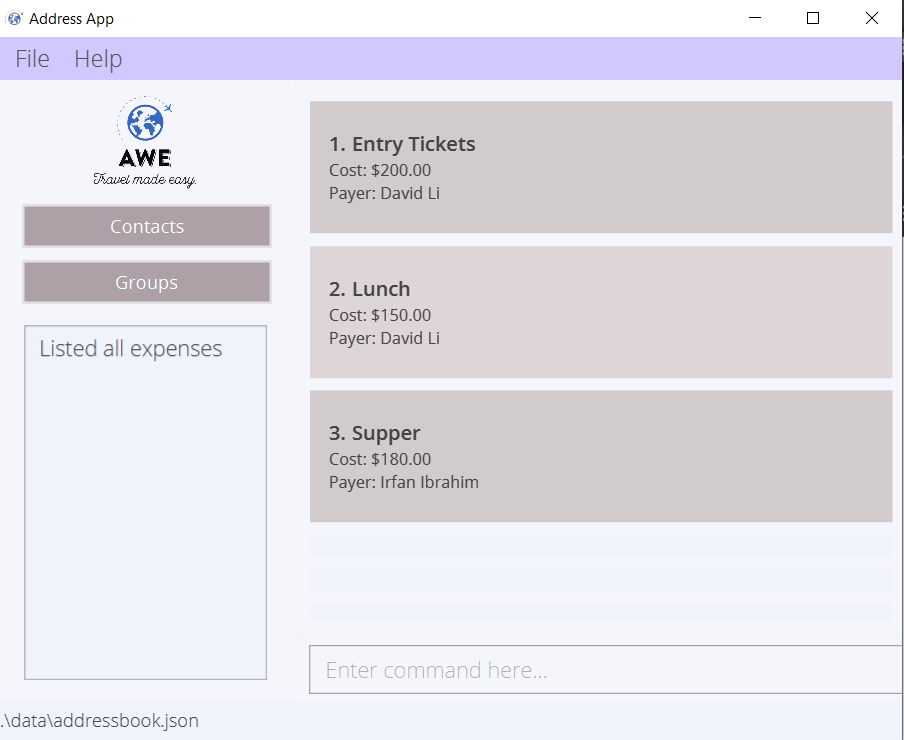 Address App
File Help
AWE
Travel made easy.
Contacts
Groups
Listed all expenses
1. Entry Tickets
Cost: $200.00
Payer: David Li
2. Lunch
Cost: $150.00
Payer: David Li
3. Supper
Cost: $180.00
Payer: Irfan Ibrahim
Enter command here...
.\data\addressbook.json